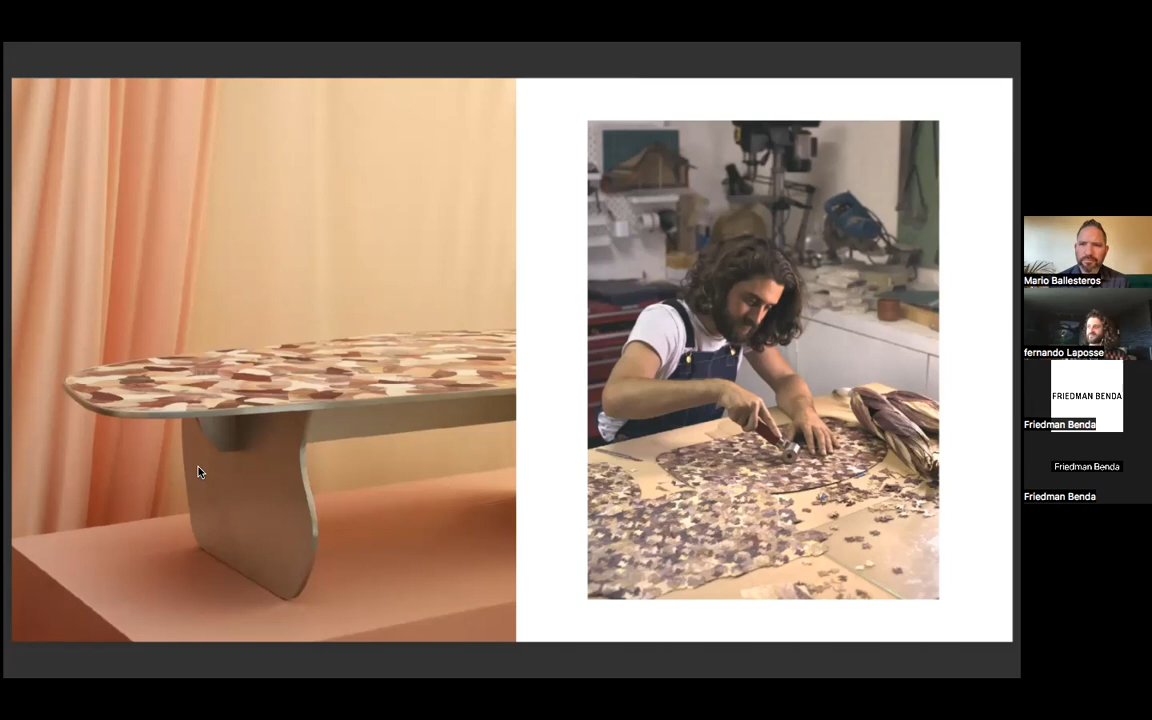 Mario Ballesteros
fernando Laposse
FRIEDMAN BENDA
Friedman Benda
Friedman Benda
Friedman Benda